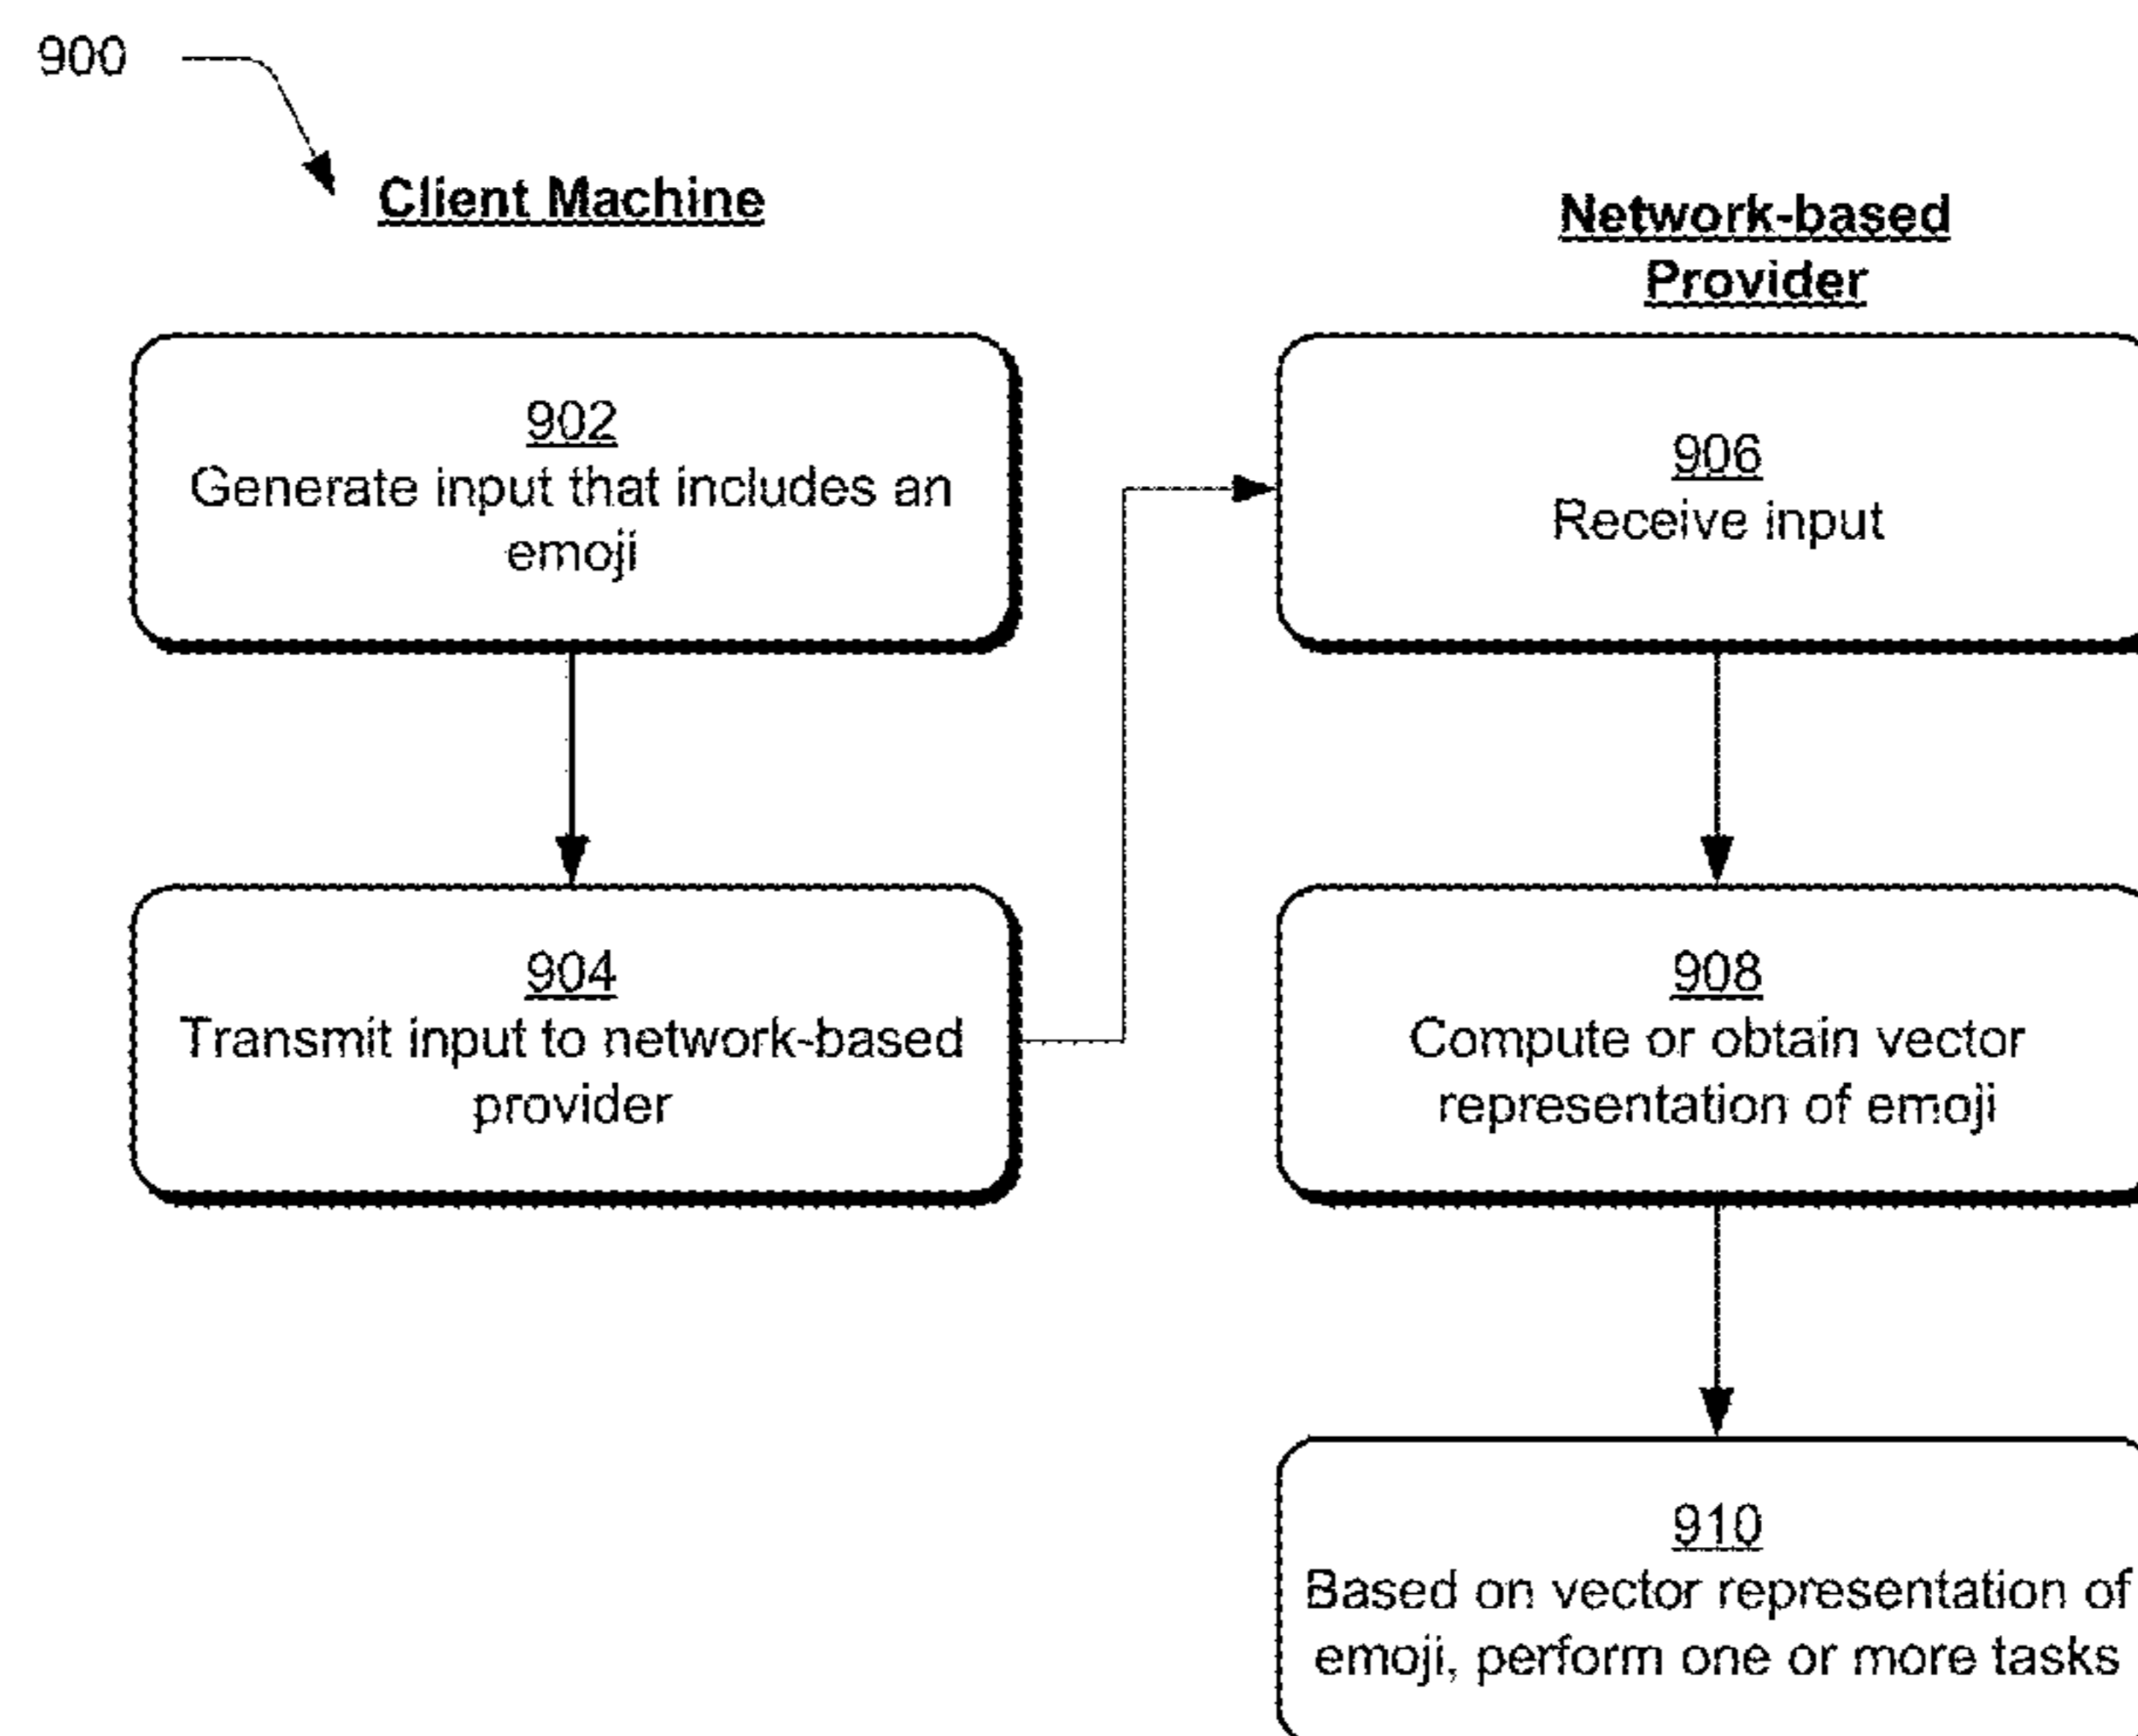 900
Client Machine
902
Generate input that includes an
emoji
904
Transmit input to network-based
provider
Network-based
Provider
906
Receive input
908
Compute or obtain vector
representation of emoji
910
Based on vector representation of
emoji, perform one or more tasks